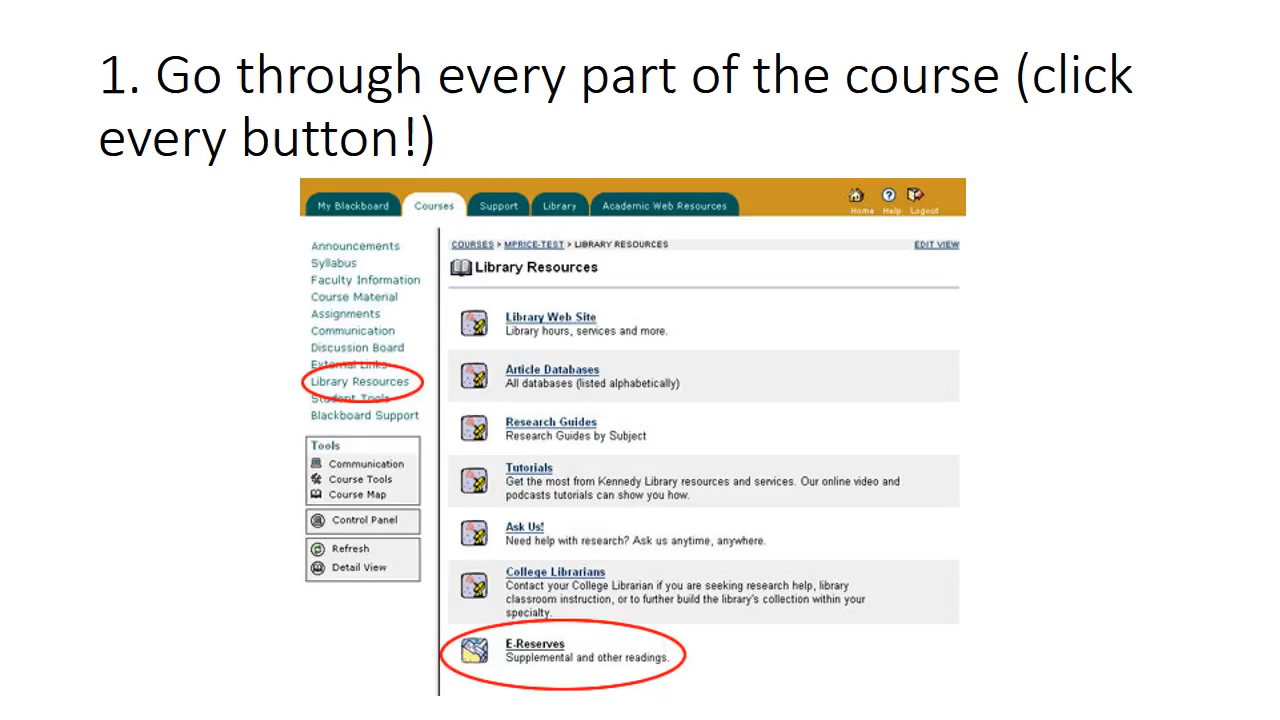 1. Go through every part of the course (click
every button!)
My Blackboard
Courses
Support
Library
Academic Web Resources
Home
Help
Logout
Announcements
Syllabus
Faculty Information
Course Material
Assignments
Communication
Discussion Board
External Links
Library Resources
Student Tools
Blackboard Support
Tools
Communication
Course Tools
Course Map
Control Panel
Refresh
Detail View
COURSES > MPRICE-TEST > LIBRARY RESOURCES
EDIT VIEW
Library Resources
Library Web Site
Library hours, services and more.
Article Databases
All databases (listed alphabetically)
Research Guides
Research Guides by Subject
Tutorials
Get the most from Kennedy Library resources and services. Our online video and
podcasts tutorials can show you how.
Ask Us!
Need help with research? Ask us anytime, anywhere.
College Librarians
Contact your College Librarian if you are seeking research help, library
classroom instruction, or to further build the library's collection within your
specialty.
E-Reserves
Supplemental and other readings.